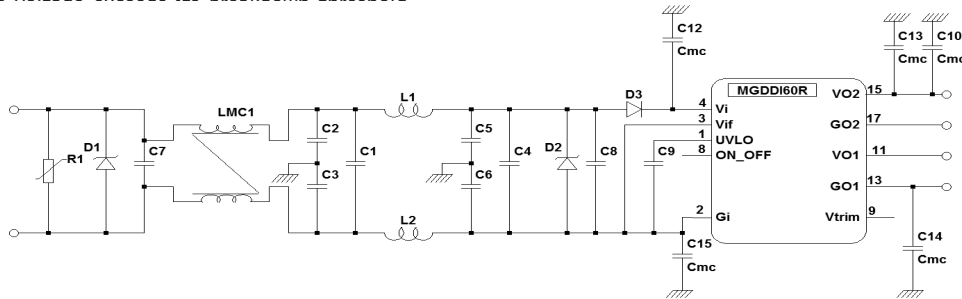 C12
Cmc
C13
Cmc
C10
Cmc
MGDDI60R
D3
4 Vi
3 Vif
1 UVLO
8 ON_OFF
2 Gi
VO2 15
GO2 17
VO1 11
GO1 13
Vtrim 9
L1
LMC1
R1
D1
C7
C2
C3
C1
C5
C6
C4
D2
C8
C9
L2
C15
Cmc
C14
Cmc